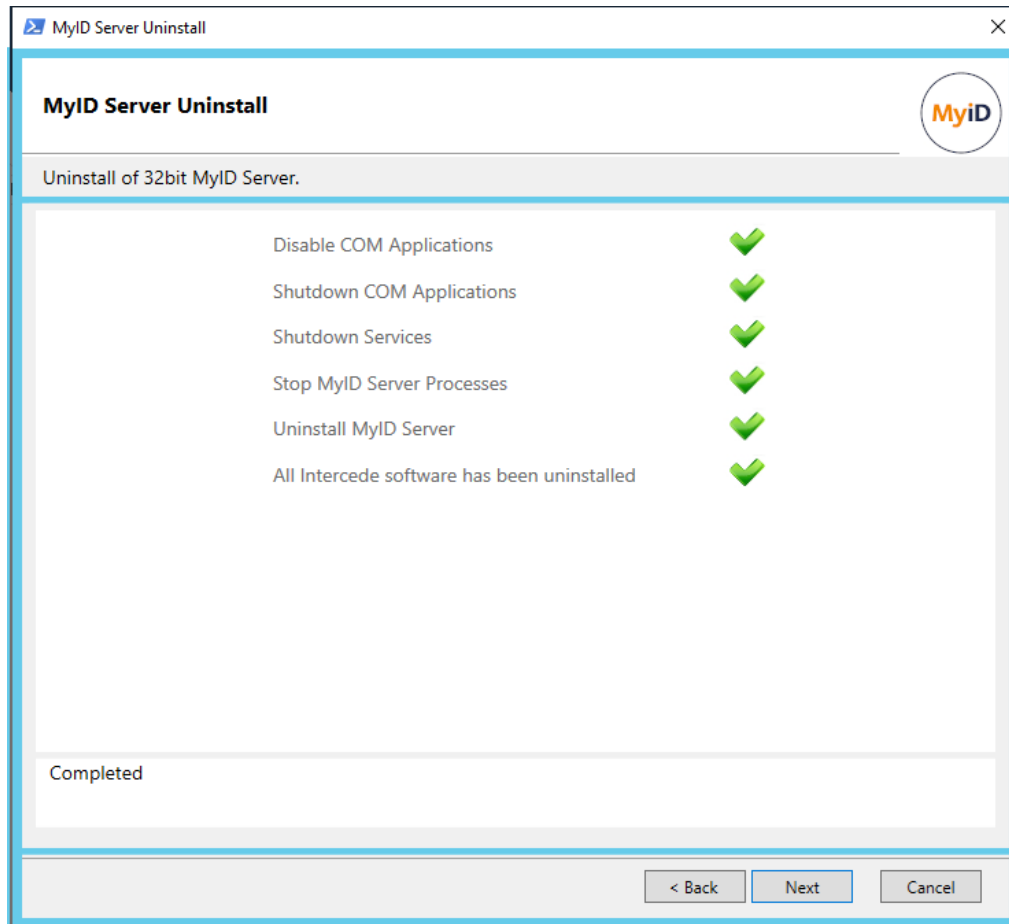 MyID Server Uninstall
MyID Server Uninstall
MyiD
Uninstall of 32bit MyID Server.
Disable COM Applications
Shutdown COM Applications
Shutdown Services
Stop MyID Server Processes
Uninstall MyID Server
All Intercede software has been uninstalled
Completed
< Back Next Cancel